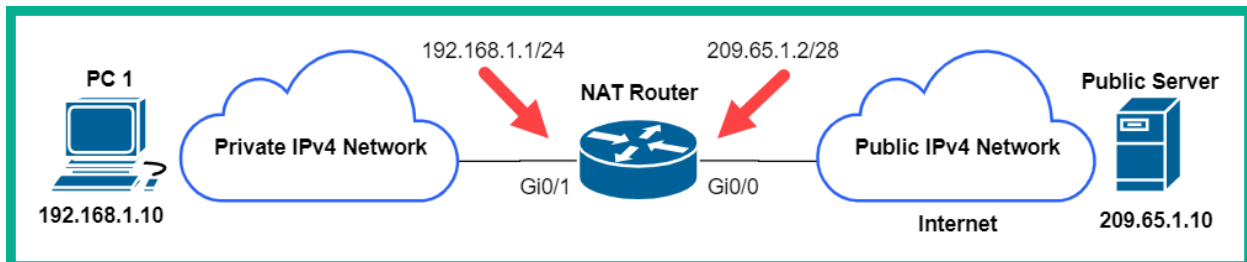 192.168.1.1/24
209.65.1.2/28
PC 1
NAT Router
Public Server
Private IPv4 Network
Public IPv4 Network
Gi0/1
Gi0/0
192.168.1.10
Internet
209.65.1.10